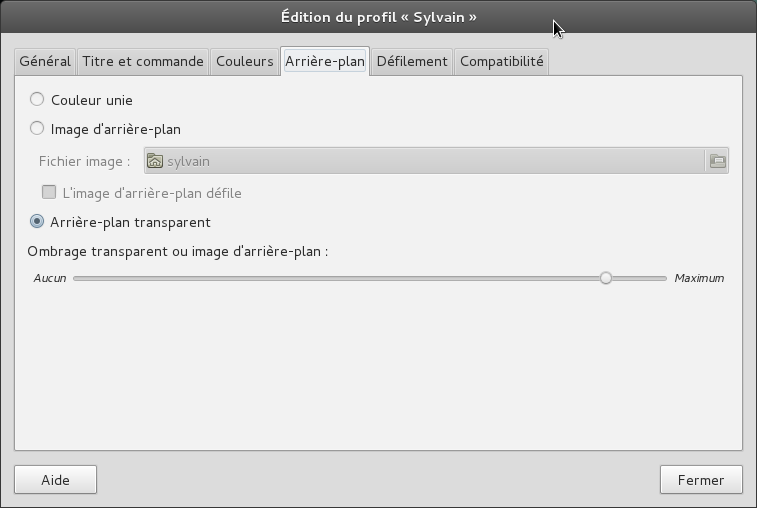 Édition du profil « Sylvain »
Général Titre et commande Couleurs Arrière-plan Défilement Compatibilité
Couleur unie
Image d'arrière-plan
Fichier image : sylvain
L'image d'arrière-plan défile
Arrière-plan transparent
Ombrage transparent ou image d'arrière-plan :
Aucun Maximum
Aide Fermer